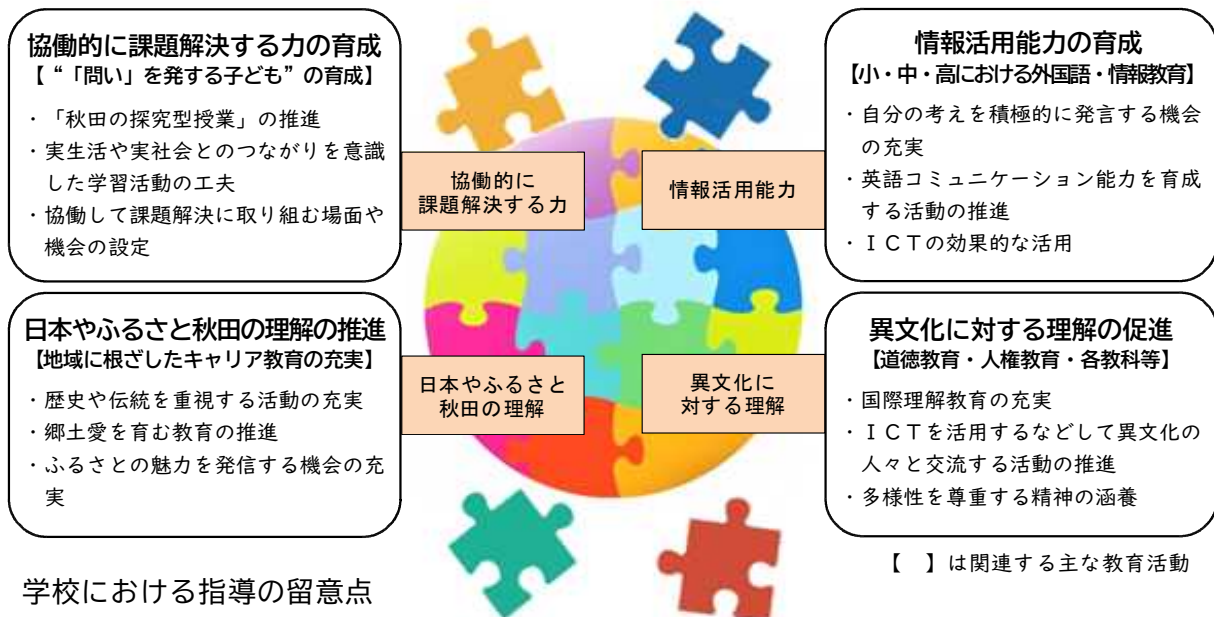 協働的に課題解決する力の育成
【 “「問い」を発する子ども” の育成】
・「秋田の探究型授業」の推進
・実生活や実社会とのつながりを意識
した学習活動の工夫
・協働して課題解決に取り組む場面や
機会の設定
情報活用能力の育成
【小・中・高における外国語・情報教育】
・自分の考えを積極的に発言する機会
の充実
・英語コミュニケーション能力を育成
する活動の推進
・ＩＣＴの効果的な活用
協働的に
課題解決する力
情報活用能力
日本やふるさと秋田の理解の推進
【地域に根ざしたキャリア教育の充実】
・歴史や伝統を重視する活動の充実
・郷土愛を育む教育の推進
・ふるさとの魅力を発信する機会の充
実
異文化に対する理解の促進
【道徳教育・人権教育・各教科等】
・国際理解教育の充実
・ＩＣＴを活用するなどして異文化の
人々と交流する活動の推進
・多様性を尊重する精神の涵養
日本やふるさと
秋田の理解
異文化に
対する理解
【　】は関連する主な教育活動
学校における指導の留意点